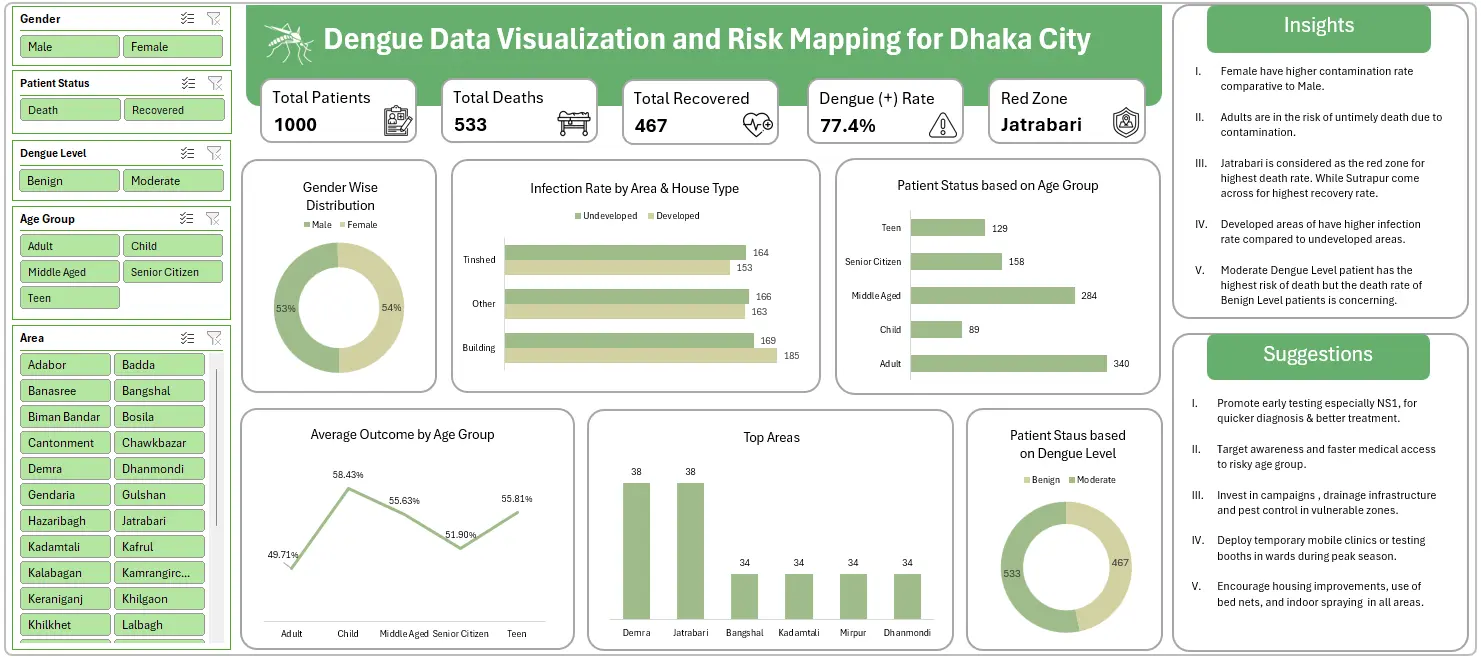 Gender
Male
Female
Patient Status
Death
Recovered
Dengue Level
Benign
Moderate
Age Group
Adult
Child
Middle Aged
Senior Citizen
Teen
Area
Adabor
Badda
Banasree
Bangshal
Biman Bandar
Bosila
Cantonment
Chawkbazar
Demra
Dhanmondi
Gendaria
Gulshan
Hazaribagh
Jatrabari
Kadamtali
Kafrul
Kalabagan
Kamrangirc...
Keraniganj
Khilgaon
Khilkhet
Lalbagh
Dengue Data Visualization and Risk Mapping for Dhaka City
Total Patients
1000
Total Deaths
533
Total Recovered
467
Dengue (+) Rate
77.4%
Red Zone
Jatrabari
Gender Wise
Distribution
Male
Female
53%
54%
Infection Rate by Area & House Type
Undeveloped
Developed
Tinshed
164
153
Other
166
163
Building
169
185
Patient Status based on Age Group
Teen
129
Senior Citizen
158
Middle Aged
284
Child
89
Adult
340
Average Outcome by Age Group
49.71%
58.43%
55.63%
51.90%
55.81%
Adult
Child
Middle Aged
Senior Citizen
Teen
Top Areas
38
38
34
34
34
34
Demra
Jatrabari
Bangshal
Kadamtali
Mirpur
Dhanmondi
Patient Staus based
on Dengue Level
Benign
Moderate
533
467
Insights
I. Female have higher contamination rate
comparative to Male.
II. Adults are in the risk of untimely death due to
contamination.
III. Jatrabari is considered as the red zone for
highest death rate. While Sutrapur come
across for highest recovery rate.
IV. Developed areas of have higher infection
rate compared to undeveloped areas.
V. Moderate Dengue Level patient has the
highest risk of death but the death rate of
Benign Level patients is concerning.
Suggestions
I. Promote early testing especially NS1, for
quicker diagnosis & better treatment.
II. Target awareness and faster medical access
to risky age group.
III. Invest in campaigns , drainage infrastructure
and pest control in vulnerable zones.
IV. Deploy temporary mobile clinics or testing
booths in wards during peak season.
V. Encourage housing improvements, use of
bed nets, and indoor spraying in all areas.